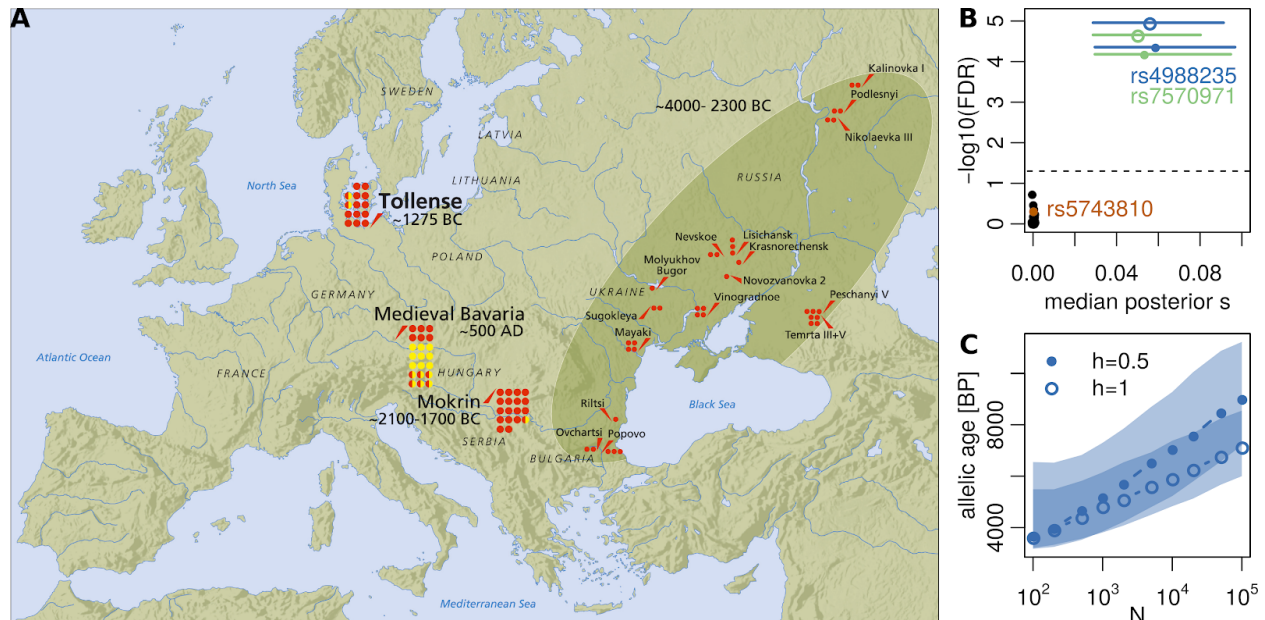 A
SWEDEN
LATVIA
LITHUANIA
North Sea
Tollense
~1275 BC
POLAND
GERMANY
Medieval Bavaria
~500 AD
Atlantic Ocean
FRANCE
HUNGARY
Mokrin
~2100-1700 BC
SERBIA
BULGARIA
Mediterranean Sea
Black Sea
~4000- 2300 BC
RUSSIA
UKRAINE
Kalinovka I
Podlesnyi
Nikolaevka III
Nevskoe
Lisichansk
Krasnorechensk
Molyukhov
Bugor
Novozvanovka 2
Vinogradnoe
Peschanyi V
Sugokleya
Mayaki
Temrta III+V
Riltsi
Ovchartsi
Popovo
B
−log10(FDR)
5
4
3
2
1
0
rs4988235
rs7570971
rs5743810
0.00 0.04 0.08
median posterior s
C
allelic age [BP]
8000
4000
h=0.5
h=1
10² 10³ 10⁴ 10⁵
N